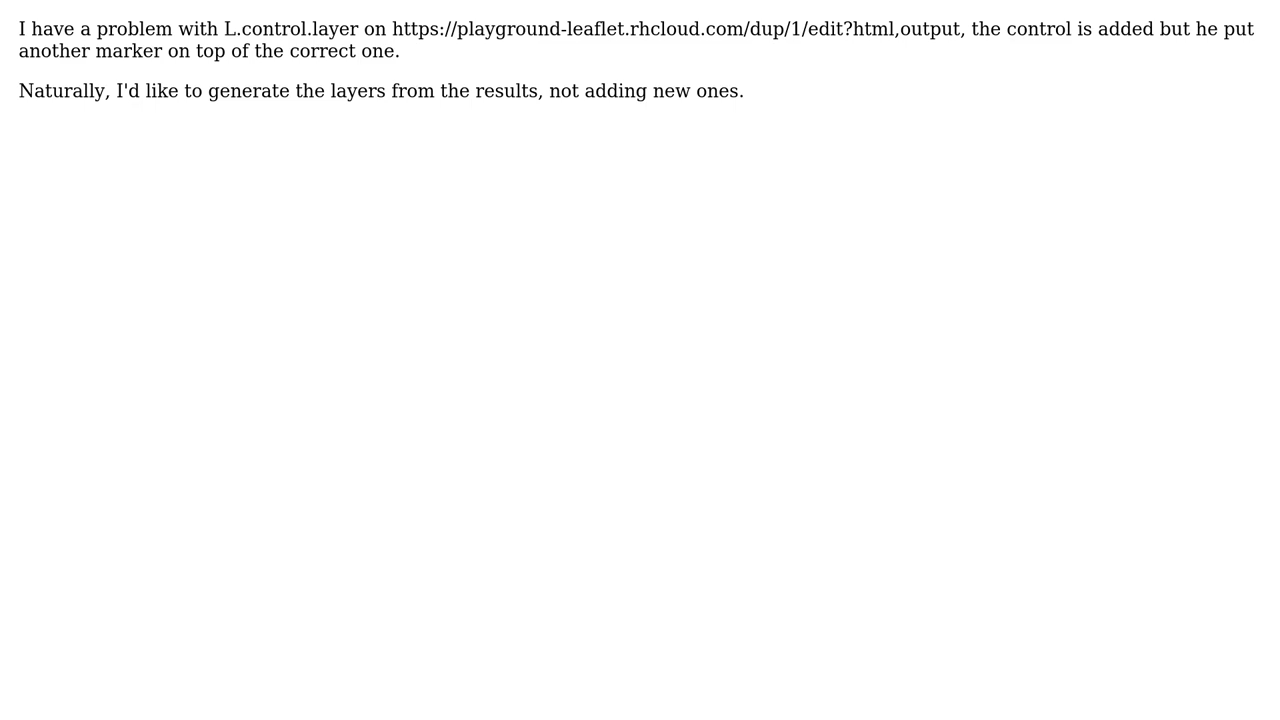 I have a problem with L.control.layer on https://playground-leaflet.rhcloud.com/dup/1/edit?html,output, the control is added but he put
another marker on top of the correct one.
Naturally, I'd like to generate the layers from the results, not adding new ones.